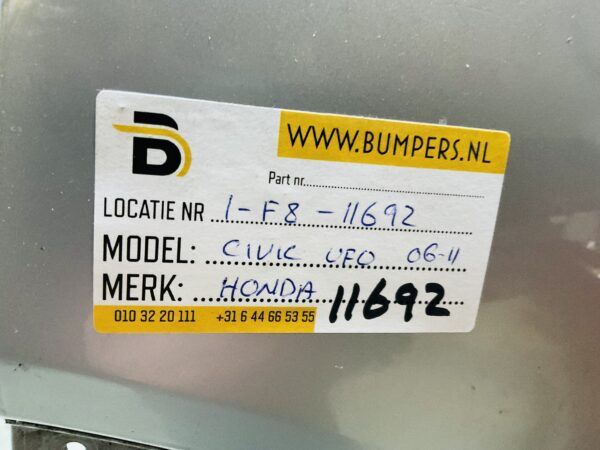 B
WWW.BUMPERS.NL
Part nr.
LOCATIE NR 1-F8-11692
MODEL: CIVIC UFO 06-11
MERK: HONDA 11692
010 32 20 111 +31 6 44 66 53 55